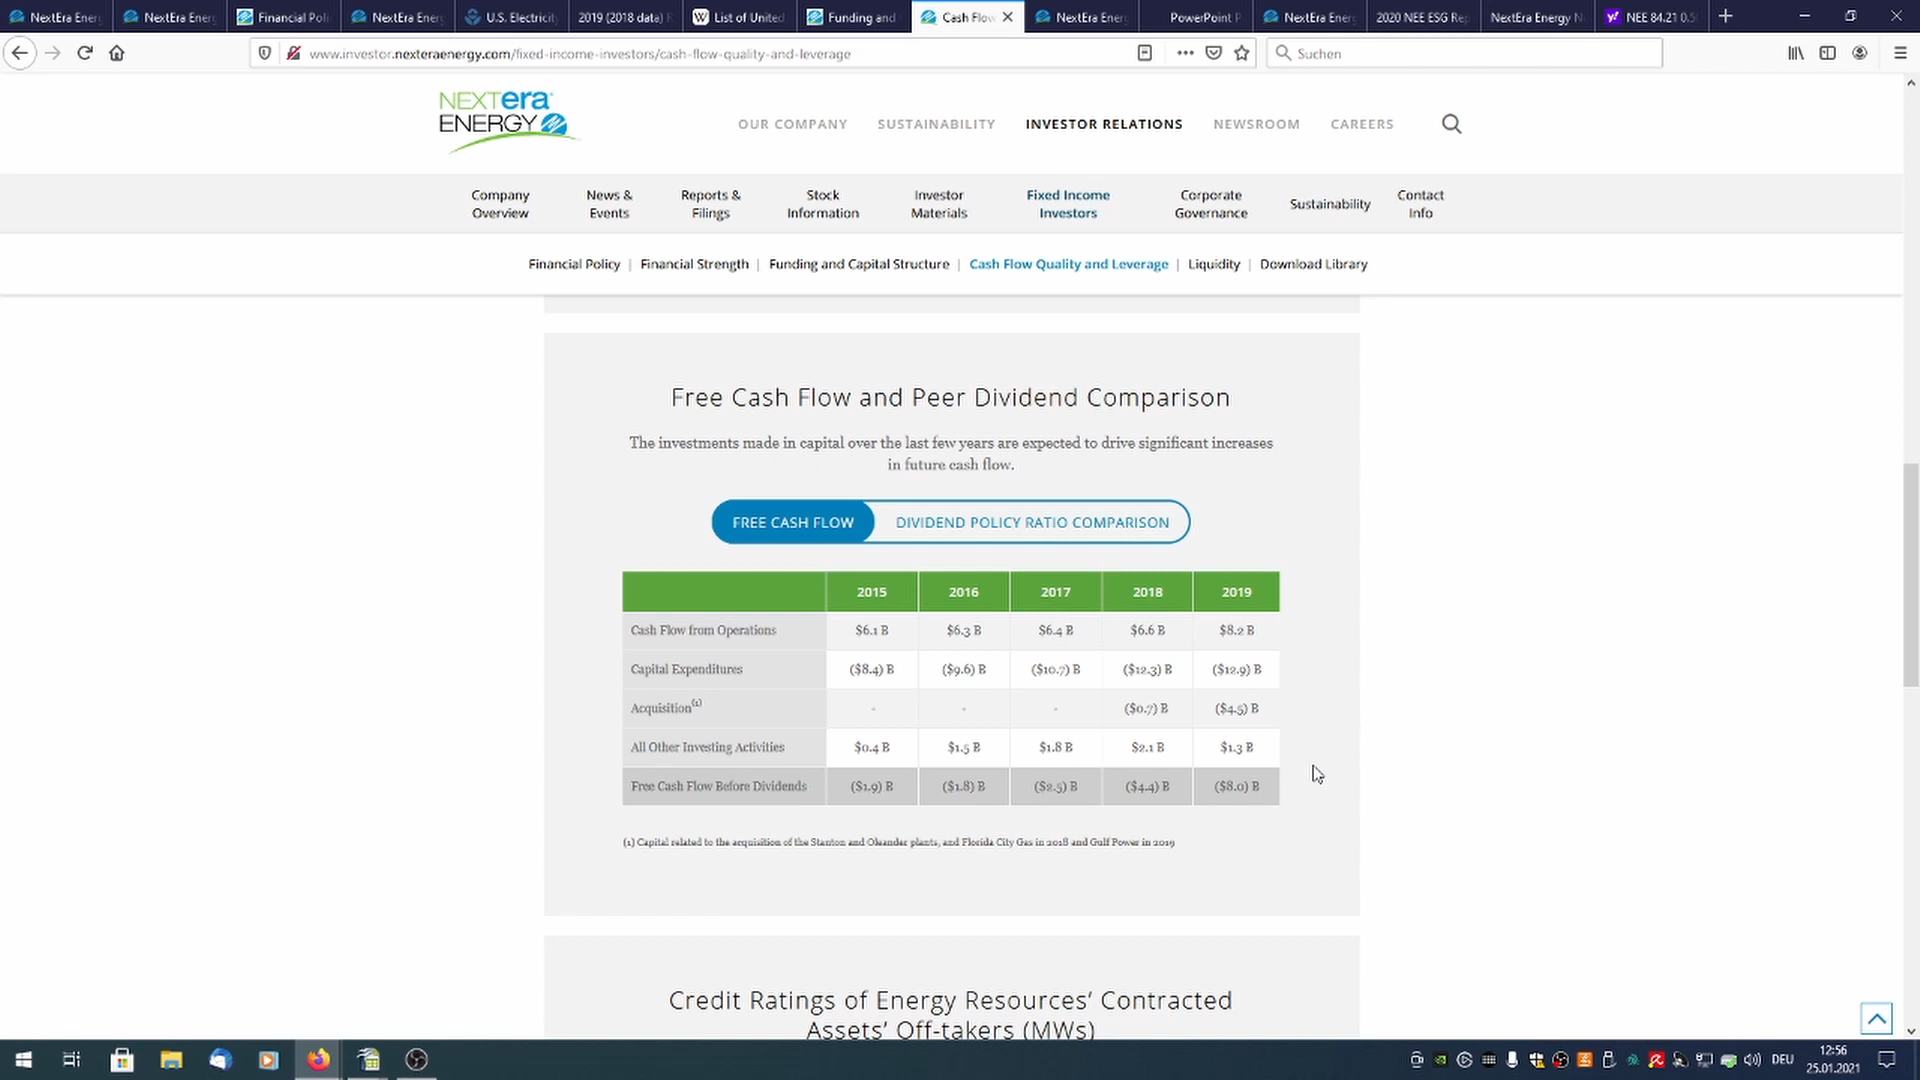 NextEra Energ
NextEra Energ
Financial Poli
NextEra Energ
U.S. Electricity
2019 (2018 data)
List of United
Funding and
Cash Flow
NextEra Energ
PowerPoint P
NextEra Energ
2020 NEE ESG Re
NextEra Energy N
NEE 84.21 0.5
www.investor.nexteraenergy.com/fixed-income-investors/cash-flow-quality-and-leverage
Suchen
NEXTera
ENERGY
OUR COMPANY
SUSTAINABILITY
INVESTOR RELATIONS
NEWSROOM
CAREERS
Company
Overview
News &
Events
Reports &
Filings
Stock
Information
Investor
Materials
Fixed Income
Investors
Corporate
Governance
Sustainability
Contact
Info
Financial Policy | Financial Strength | Funding and Capital Structure | Cash Flow Quality and Leverage | Liquidity | Download Library
Free Cash Flow and Peer Dividend Comparison
The investments made in capital over the last few years are expected to drive significant increases
in future cash flow.
FREE CASH FLOW
DIVIDEND POLICY RATIO COMPARISON
2015 2016 2017 2018 2019
Cash Flow from Operations $6.1 B $6.3 B $6.4 B $6.6 B $8.2 B
Capital Expenditures ($8.4) B ($9.6) B ($10.7) B ($12.3) B ($12.9) B
Acquisition(1) - - - ($0.7) B ($4.5) B
All Other Investing Activities $0.4 B $1.5 B $1.8 B $2.1 B $1.3 B
Free Cash Flow Before Dividends ($1.9) B ($1.8) B ($2.5) B ($4.4) B ($8.0) B
(1) Capital related to the acquisition of the Stanton and Oleander plants, and Florida City Gas in 2018 and Gulf Power in 2019
Credit Ratings of Energy Resources' Contracted
Assets' Off-takers (MWs)
DEU
12:56
25.01.2021